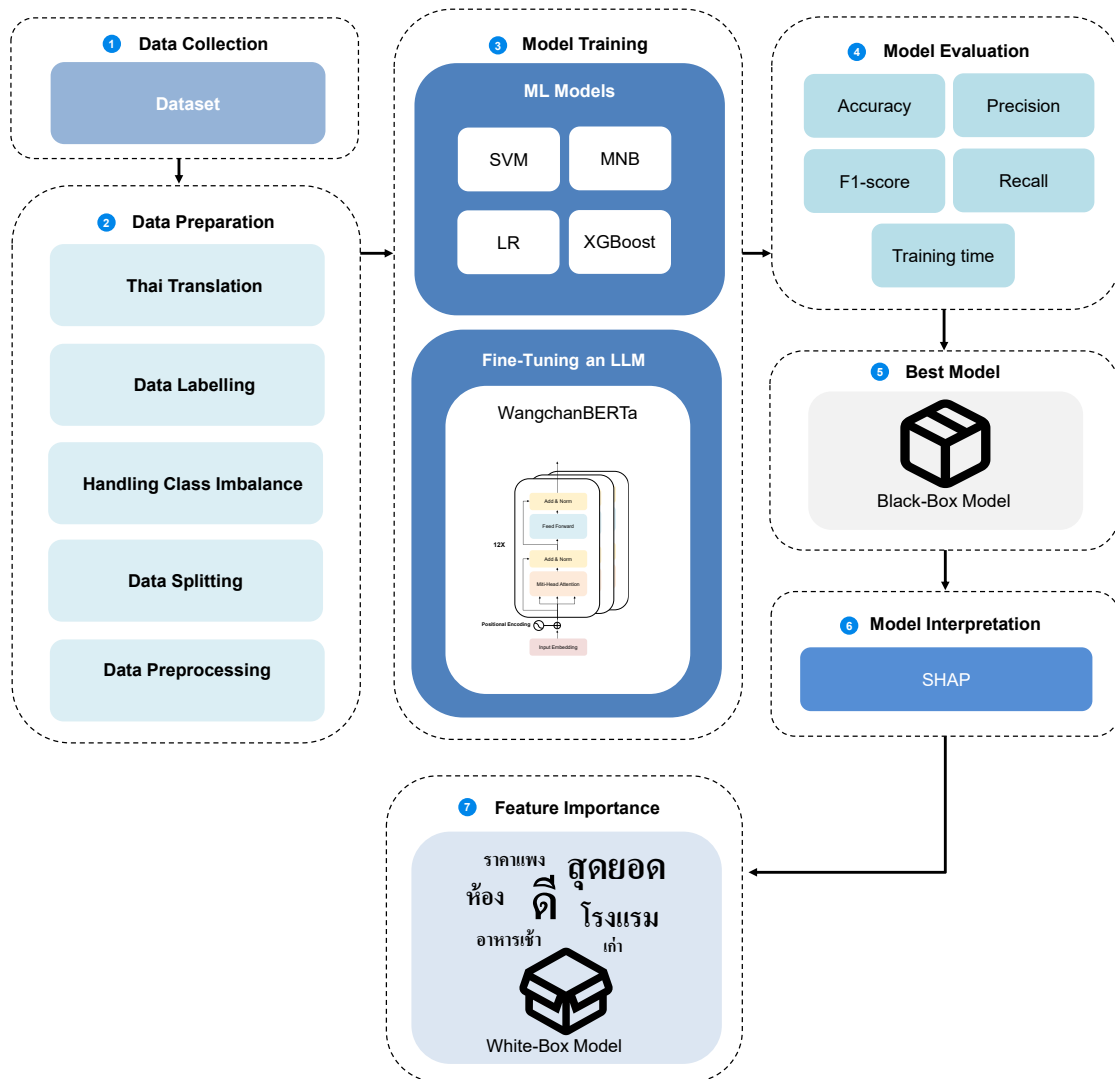 1 Data Collection
Dataset
2 Data Preparation
Thai Translation
Data Labelling
Handling Class Imbalance
Data Splitting
Data Preprocessing
3 Model Training
ML Models
SVM
MNB
LR
XGBoost
Fine-Tuning an LLM
WangchanBERTa
Add & Norm
Feed Forward
12X
Add & Norm
Mlti-Head Attention
Positional Encoding
Input Embedding
4 Model Evaluation
Accuracy
Precision
F1-score
Recall
Training time
5 Best Model
Black-Box Model
6 Model Interpretation
SHAP
7 Feature Importance
ราคาแพง
สุดยอด
ห้อง
ดี
โรงแรม
อาหารเช้า
เก่า
White-Box Model